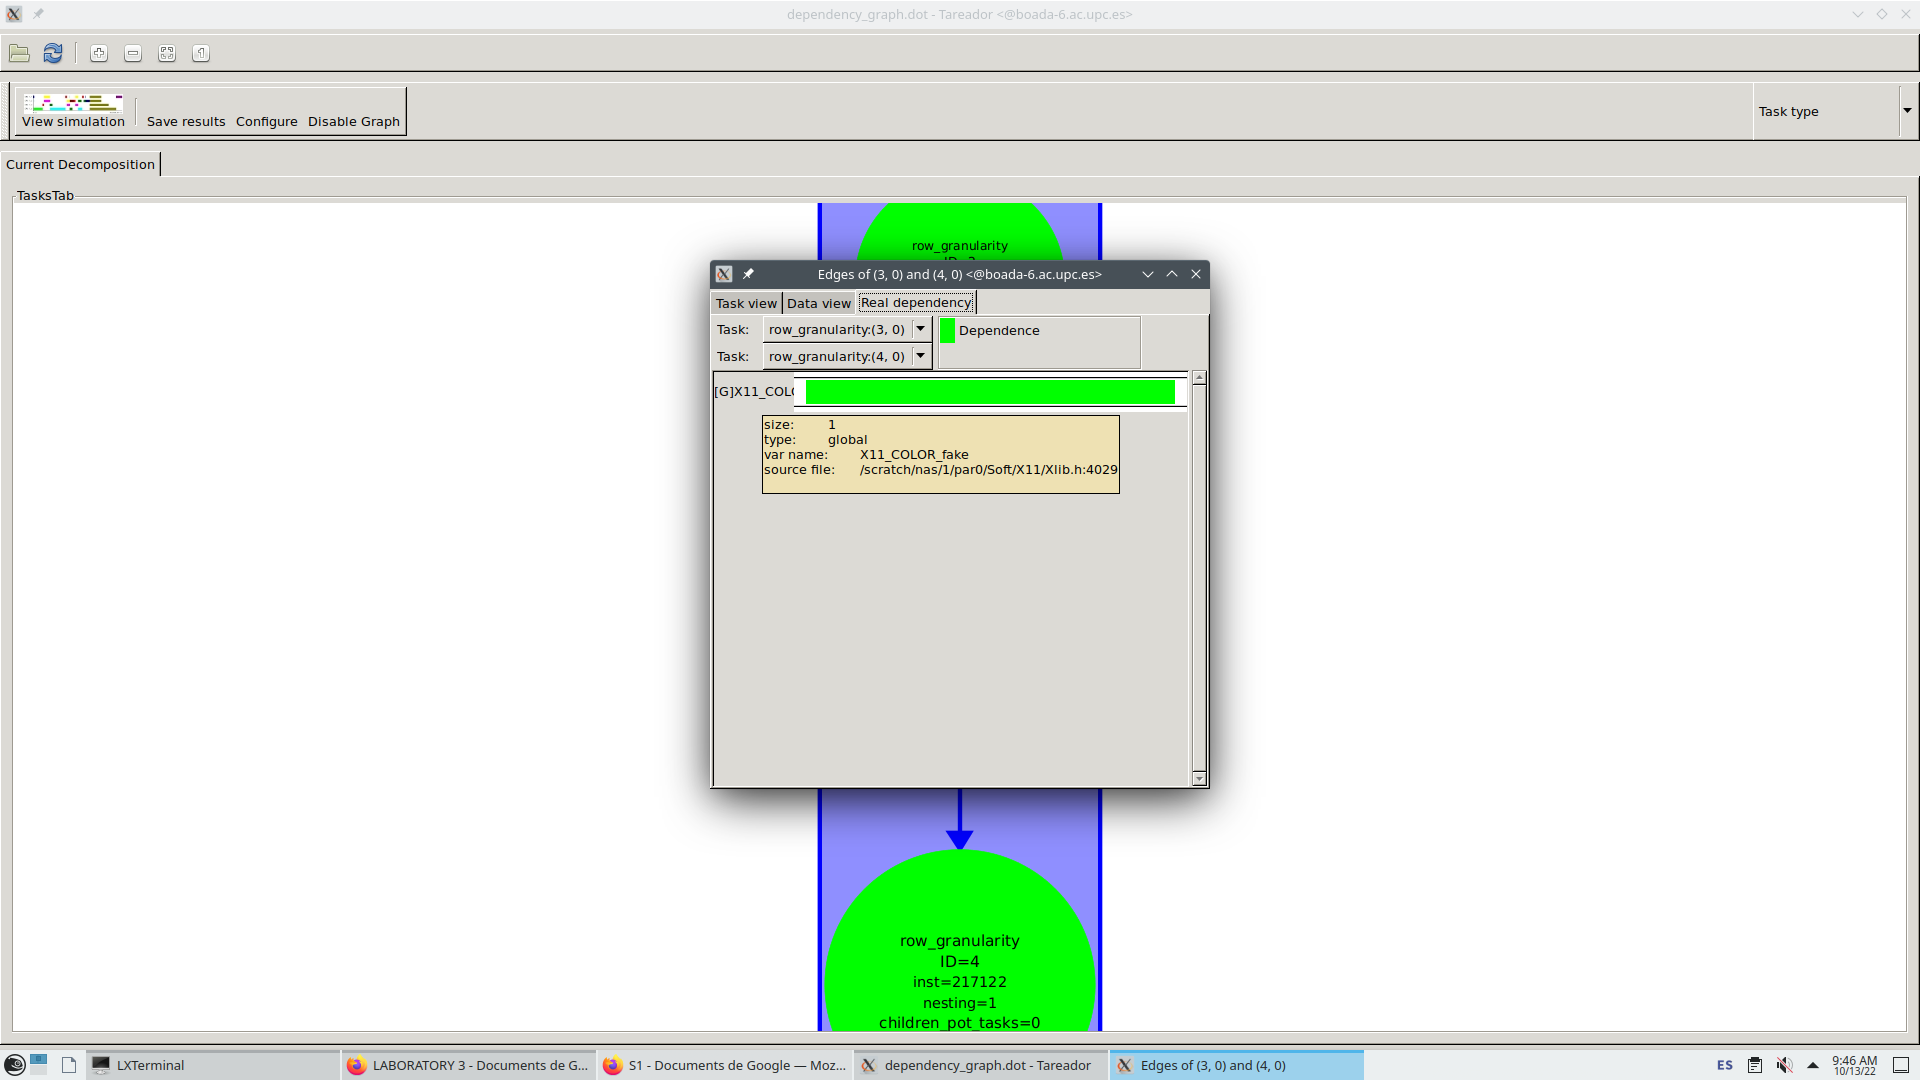 dependency_graph.dot - Tareador <@boada-6.ac.upc.es>
View simulation
Save results
Configure
Disable Graph
Task type
Current Decomposition
TasksTab
row_granularity
Edges of (3, 0) and (4, 0) <@boada-6.ac.upc.es>
Task view
Data view
Real dependency
Task: row_granularity:(3, 0)
Dependence
Task: row_granularity:(4, 0)
[G]X11_COL
size: 1
type: global
var name: X11_COLOR_fake
source file: /scratch/nas/1/par0/Soft/X11/Xlib.h:4029
row_granularity
ID=4
inst=217122
nesting=1
children_pot_tasks=0
LXTerminal
LABORATORY 3 - Documents de G...
S1 - Documents de Google — Moz...
dependency_graph.dot - Tareador
Edges of (3, 0) and (4, 0)
ES
9:46 AM
10/13/22